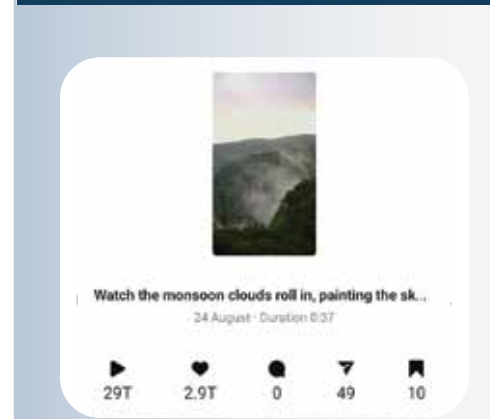 Watch the monsoon clouds roll in, painting the sk...
24 August · Duration 0:37
29T 2.9T 0 49 10